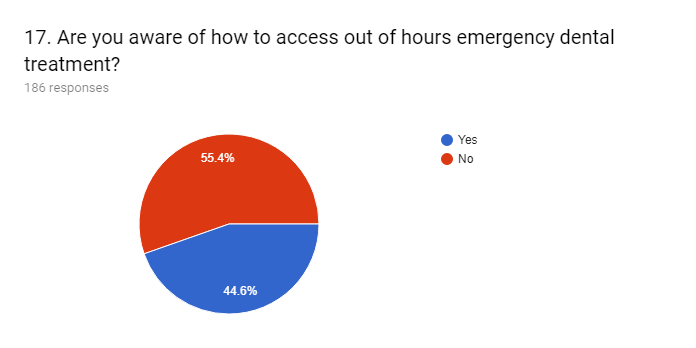 17. Are you aware of how to access out of hours emergency dental
treatment?
186 responses
Yes
No
55.4%
44.6%